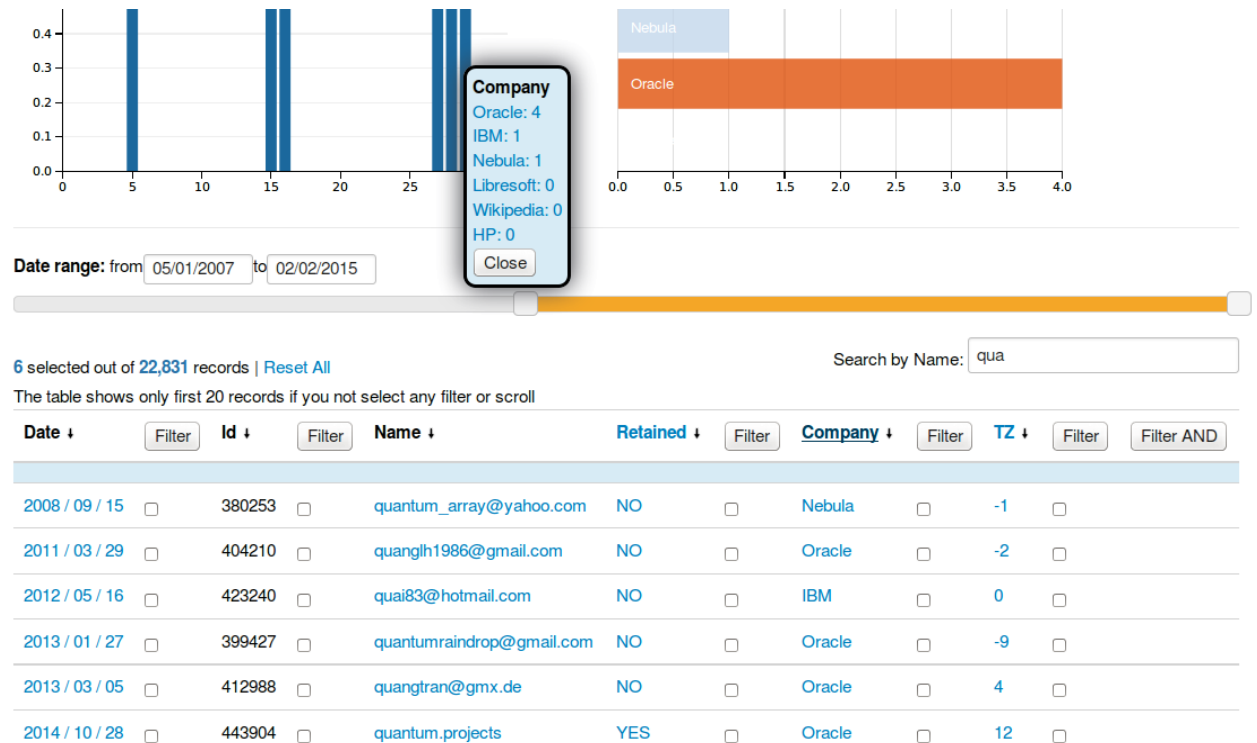 0.4
0.3
0.2
0.1
0.0
0 5 10 15 20 25
Nebula
Oracle
0.0 0.5 1.0 1.5 2.0 2.5 3.0 3.5 4.0
Company
Oracle: 4
IBM: 1
Nebula: 1
Libresoft: 0
Wikipedia: 0
HP: 0
Close
Date range: from 05/01/2007 to 02/02/2015
6 selected out of 22,831 records | Reset All
Search by Name: qua
The table shows only first 20 records if you not select any filter or scroll
Date ↓ Filter Id ↓ Filter Name ↓ Retained ↓ Filter Company ↓ Filter TZ ↓ Filter Filter AND
2008 / 09 / 15 380253 quantum_array@yahoo.com NO Nebula -1
2011 / 03 / 29 404210 quanglh1986@gmail.com NO Oracle -2
2012 / 05 / 16 423240 quai83@hotmail.com NO IBM 0
2013 / 01 / 27 399427 quantumraindrop@gmail.com NO Oracle -9
2013 / 03 / 05 412988 quangtran@gmx.de NO Oracle 4
2014 / 10 / 28 443904 quantum.projects YES Oracle 12